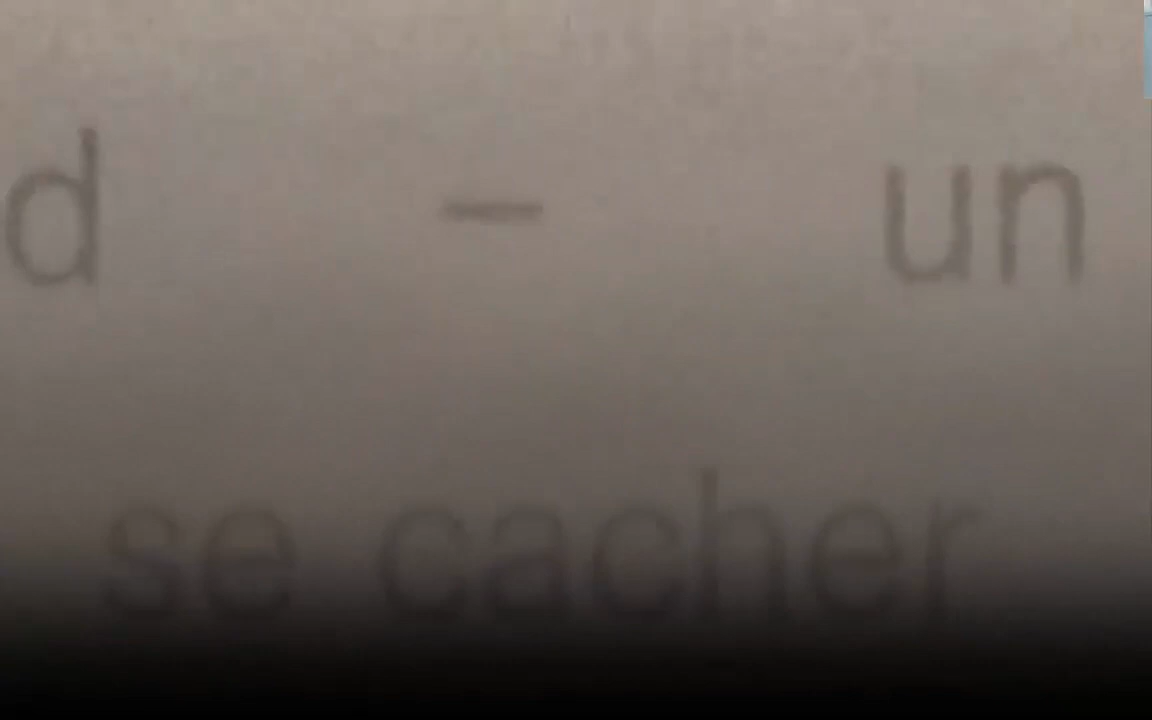 d – un
se cacher